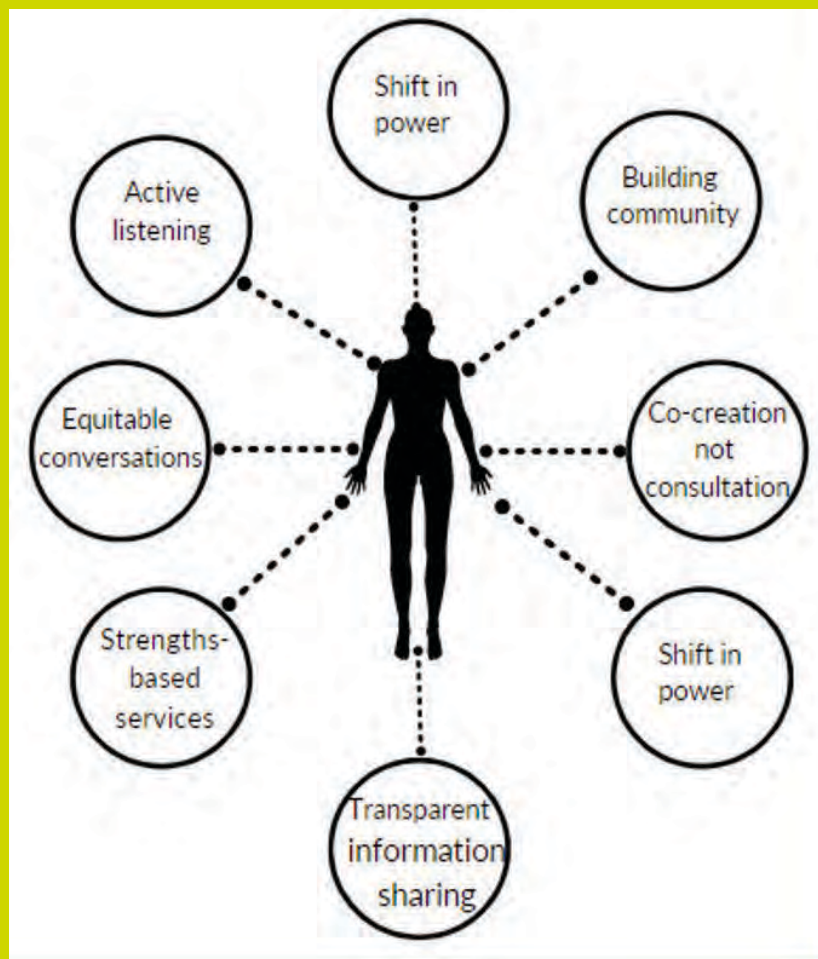 Shift in
power
Building
community
Co-creation
not
consultation
Shift in
power
Transparent
information
sharing
Strengths-
based
services
Equitable
conversations
Active
listening